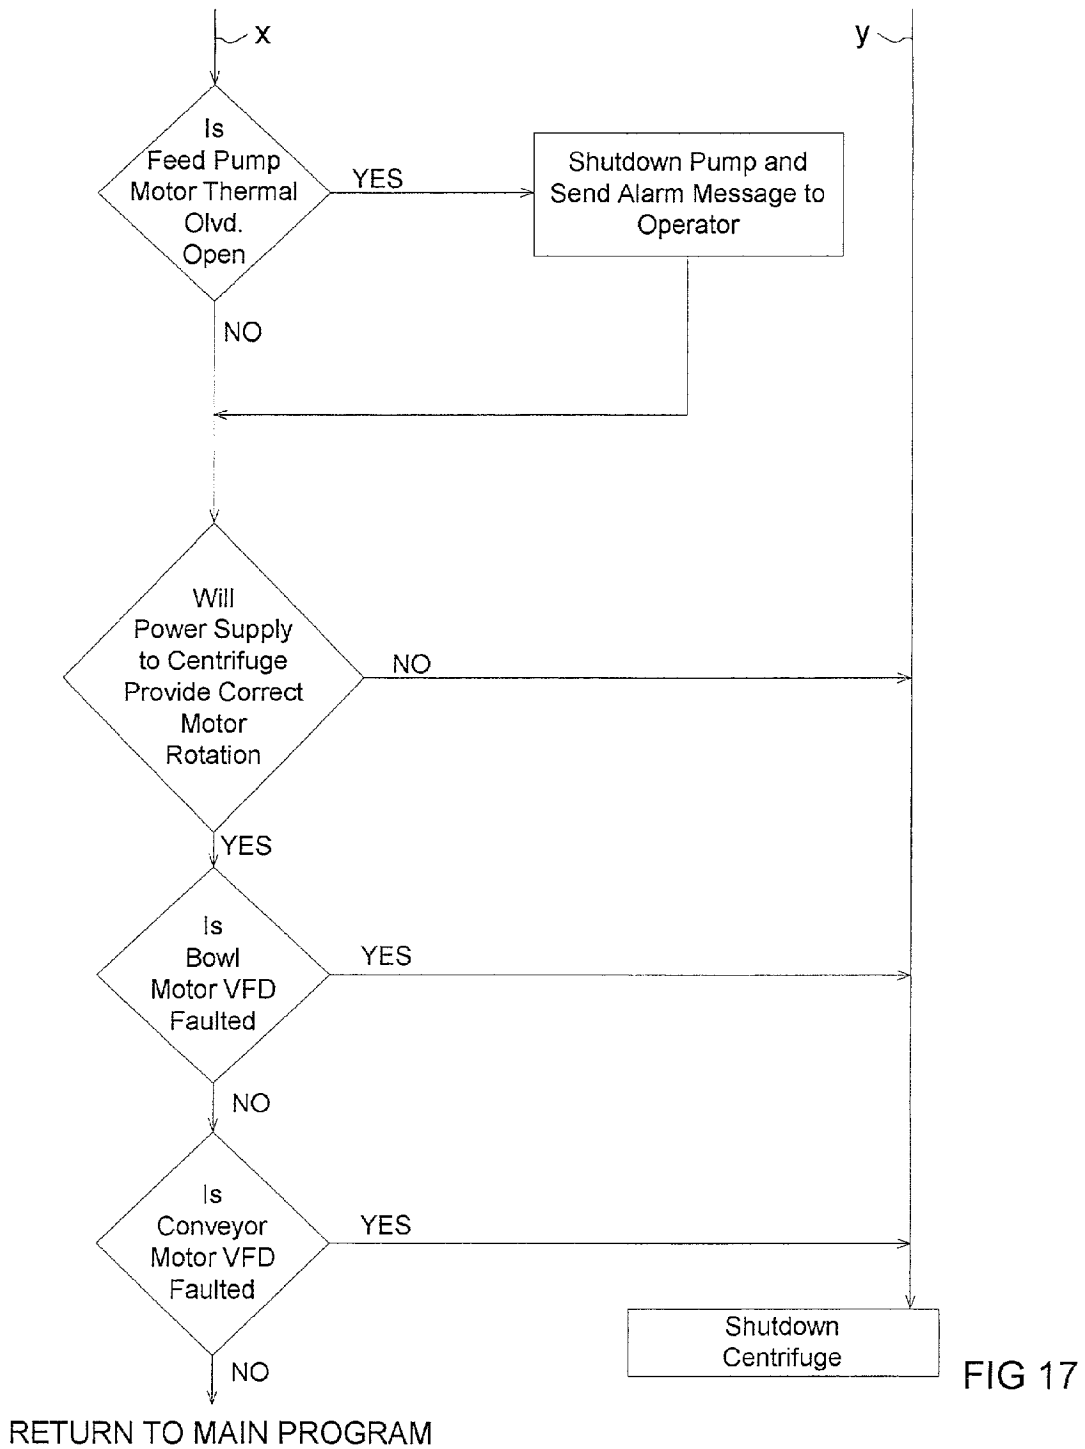 x
y
Is
Feed Pump
Motor Thermal
Olvd.
Open
YES
Shutdown Pump and
Send Alarm Message to
Operator
NO
Will
Power Supply
to Centrifuge
Provide Correct
Motor
Rotation
NO
YES
Is
Bowl
Motor VFD
Faulted
YES
NO
Is
Conveyor
Motor VFD
Faulted
YES
NO
Shutdown
Centrifuge
FIG 17
RETURN TO MAIN PROGRAM